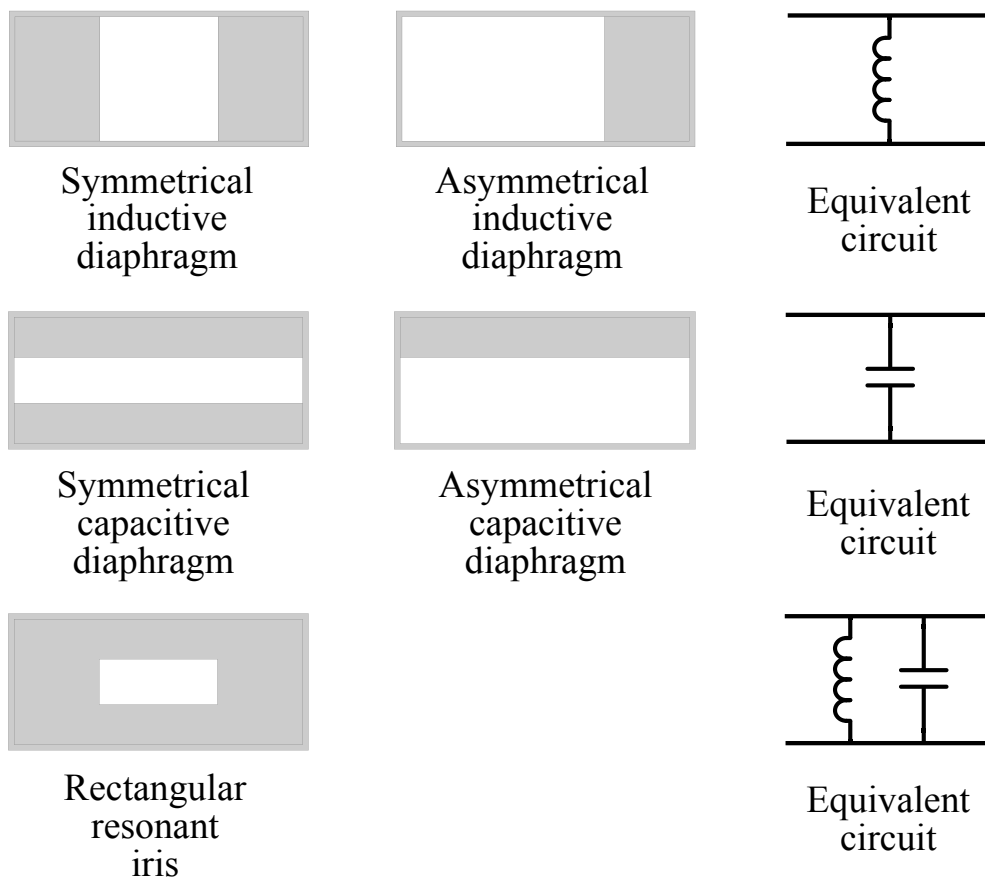 Symmetrical
inductive
diaphragm
Asymmetrical
inductive
diaphragm
Equivalent
circuit
Symmetrical
capacitive
diaphragm
Asymmetrical
capacitive
diaphragm
Equivalent
circuit
Rectangular
resonant
iris
Equivalent
circuit